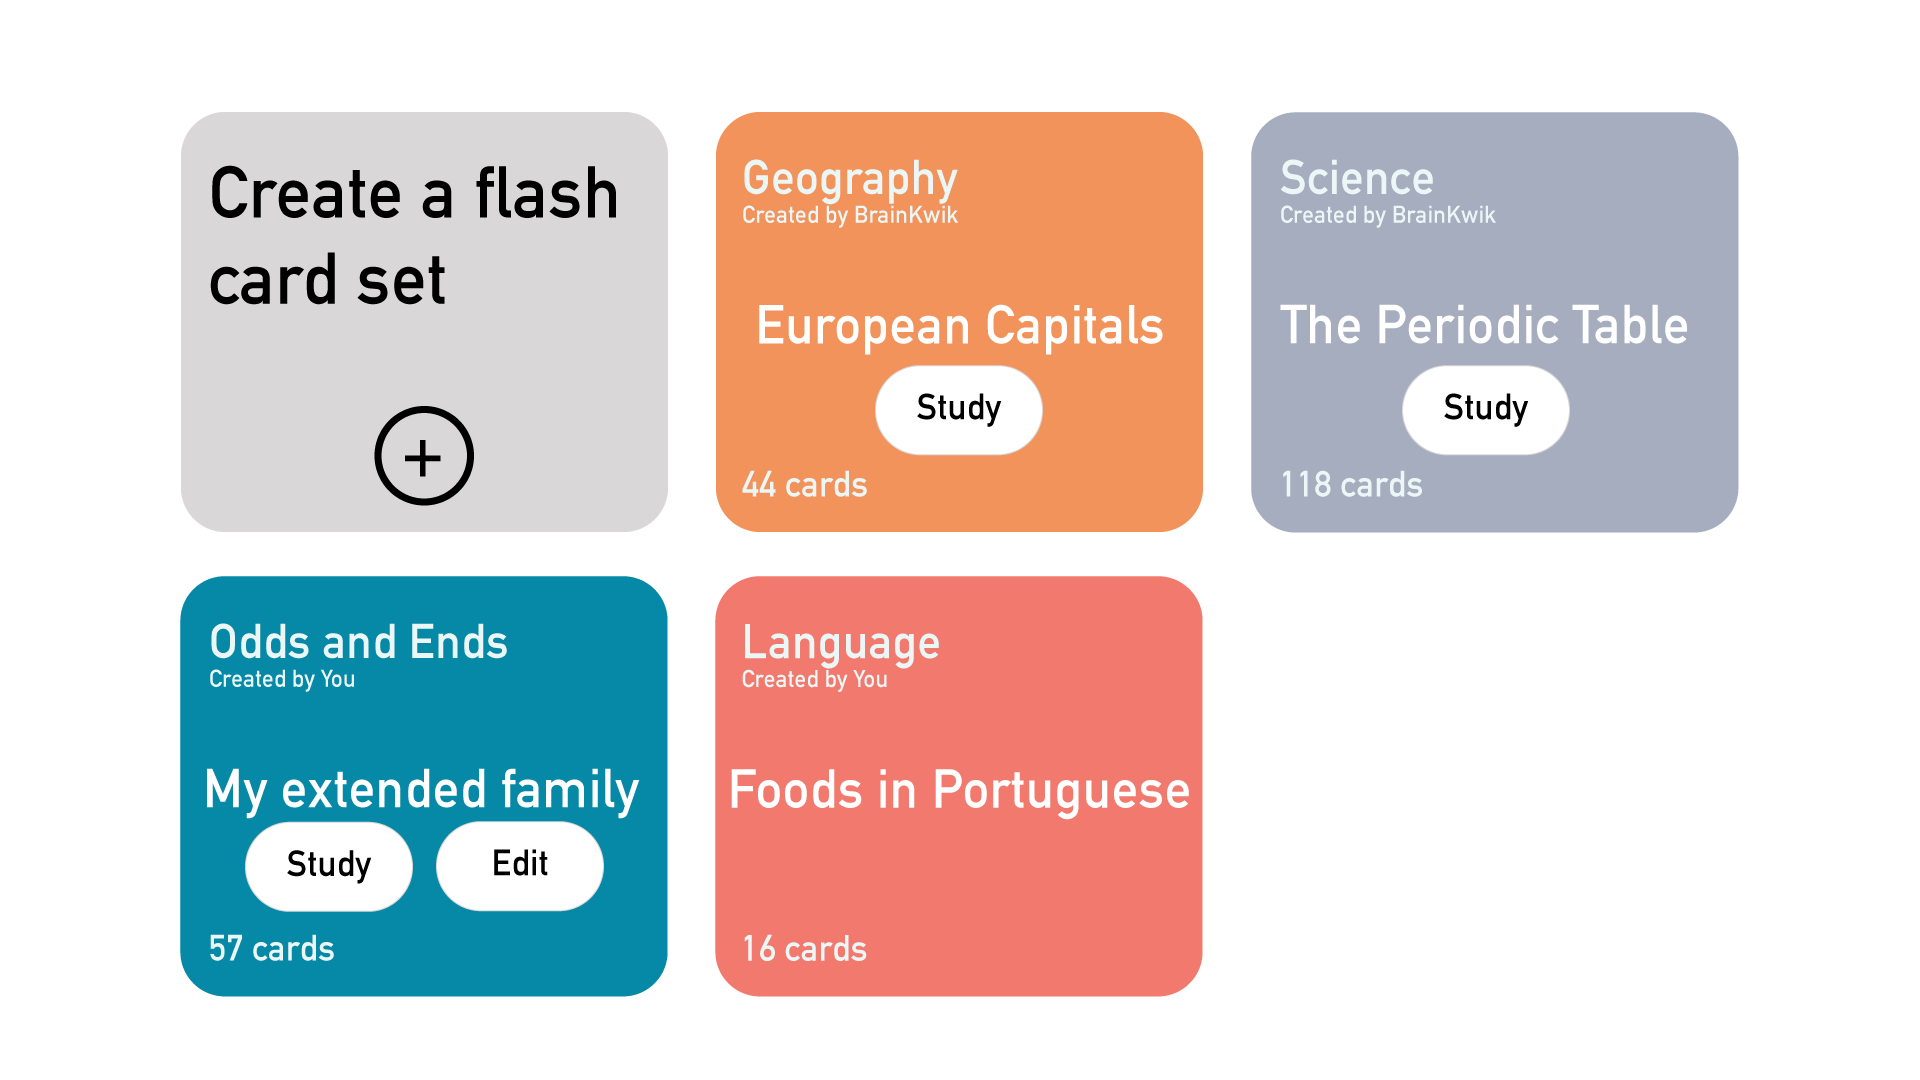 Create a flash
card set
+
Geography
Created by BrainKwik
European Capitals
Study
44 cards
Science
Created by BrainKwik
The Periodic Table
Study
118 cards
Odds and Ends
Created by You
My extended family
Study
Edit
57 cards
Language
Created by You
Foods in Portuguese
16 cards